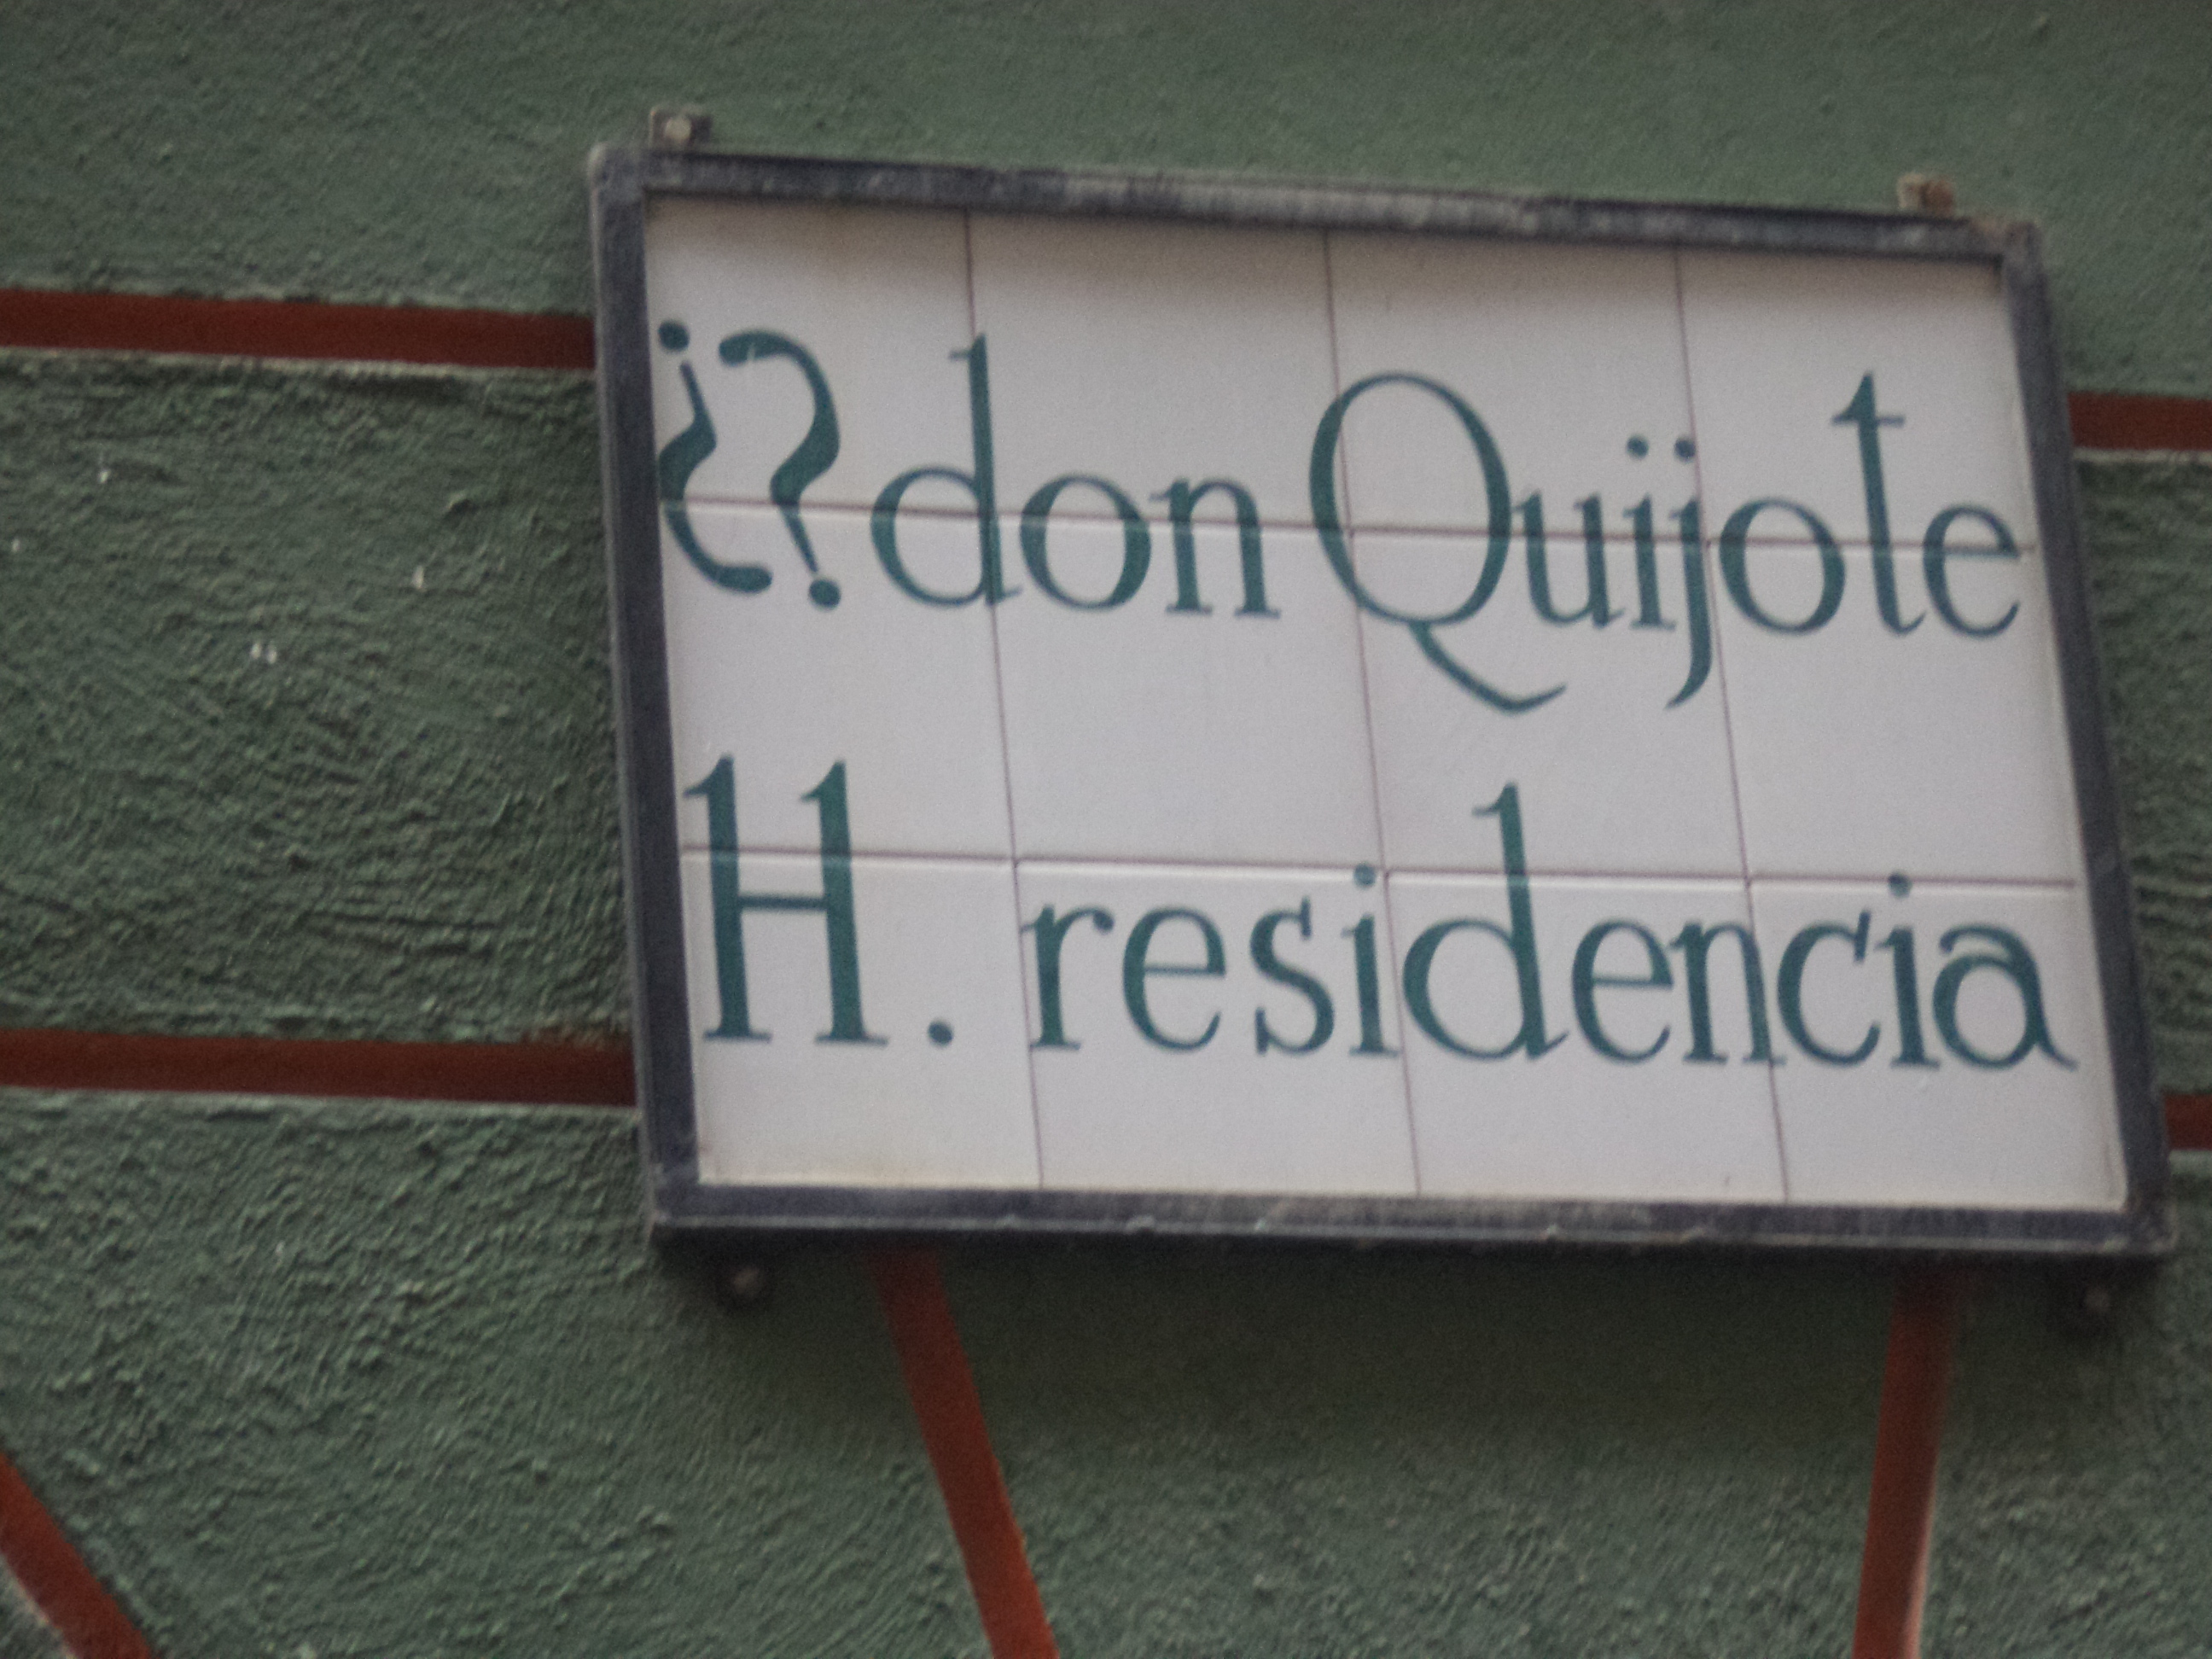 ¿? don Quijote
H. residencia